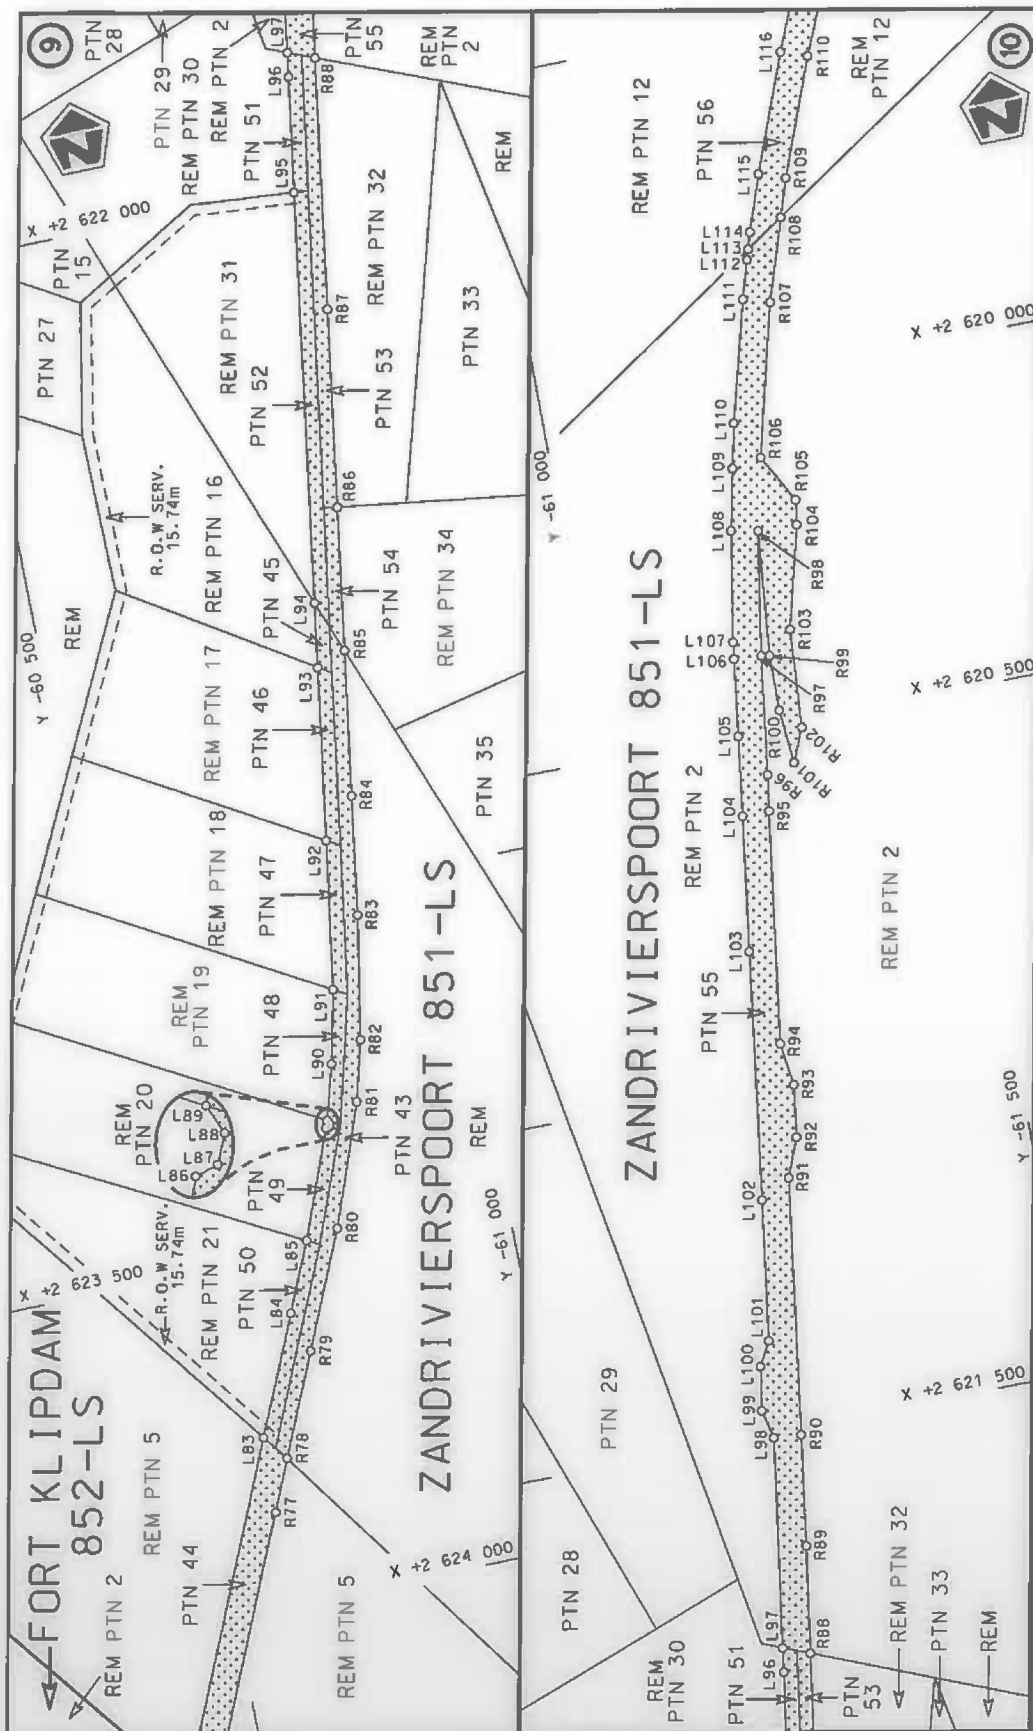 FORT KLIPDAM
852-LS
REM PTN 2
REM PTN 5
PTN 44
REM PTN 5
X +2 624 000
X +2 623 500
R.O.W SERV.
15.74m
REM PTN 21
PTN 50
PTN
49
REM
PTN 20
REM
PTN 19
PTN 48
REM PTN 18
PTN 47
REM PTN 17
PTN 46
REM PTN 16
PTN 45
R.O.W SERV.
15.74m
Y -60 500
REM
PTN 27
PTN
15
X +2 622 000
REM PTN 31
PTN 52
PTN 28
PTN 29
REM PTN 30
REM PTN 2
PTN 51
PTN
55
REM
PTN 2
9
L83
L84
L85
L86
L87
L88
L89
L90
L91
L92
L93
L94
L95
L96
L97
R77
R78
R79
R80
R81
R82
R83
R84
R85
R86
R87
R88
PTN 43
REM
PTN 54
REM PTN 34
PTN 35
PTN 53
REM PTN 32
PTN 33
REM
Y -61 000
ZANDRIVIERSPOORT 851-LS
PTN 28
PTN 29
REM
PTN 30
PTN 51
PTN
53
REM PTN 32
PTN 33
REM
X +2 621 500
PTN 55
REM PTN 2
ZANDRIVIERSPOORT 851-LS
REM PTN 2
Y -61 000
Y -61 500
X +2 620 500
X +2 620 000
REM PTN 12
PTN 56
REM
PTN 12
10
L96
L97
L98
L99
L100
L101
L102
L103
L104
L105
L106
L107
L108
L109
L110
L111
L112
L113
L114
L115
L116
R88
R89
R90
R91
R92
R93
R94
R95
R96
R101
R102
R100
R97
R99
R103
R98
R104
R105
R106
R107
R108
R109
R110